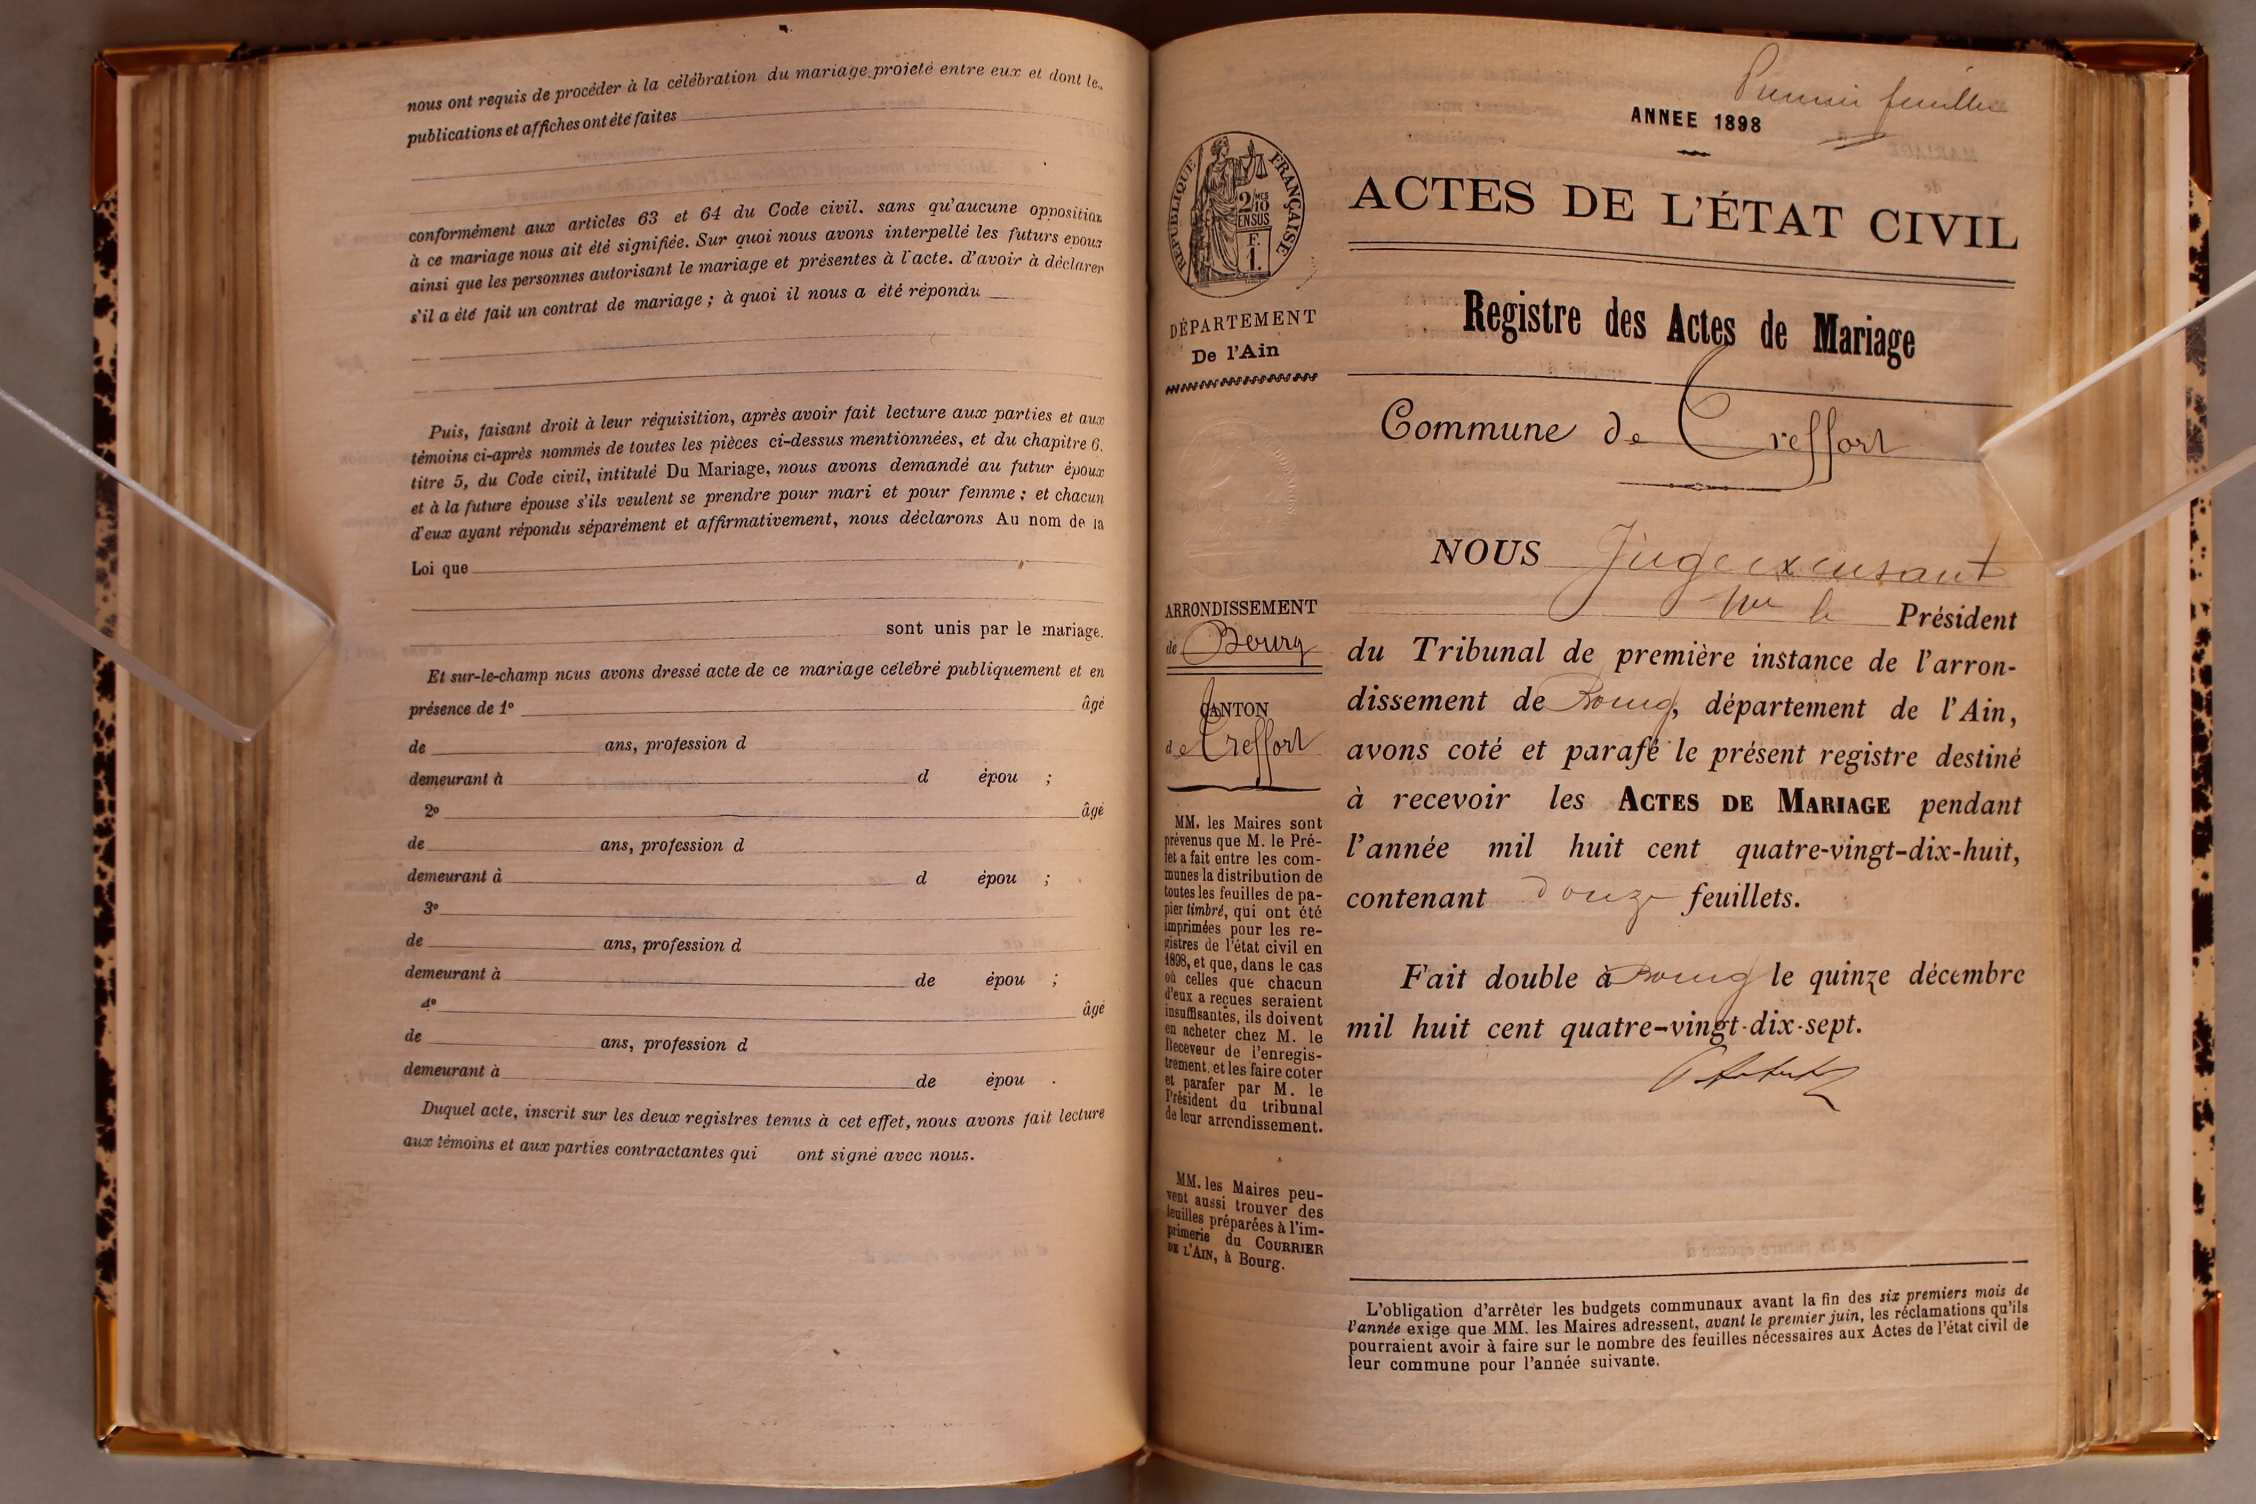 nous ont requis de procéder à la célébration du mariage projeté entre eux et dont les
publications et affiches ont été faites
conformément aux articles 63 et 64 du Code civil. sans qu'aucune opposition
à ce mariage nous ait été signifiée. Sur quoi nous avons interpellé les futurs epoux
ainsi que les personnes autorisant le mariage et présentes à l'acte. d'avoir à déclarer
s'il a été fait un contrat de mariage ; à quoi il nous a été répondu
Puis, faisant droit à leur réquisition, après avoir fait lecture aux parties et aux
témoins ci-après nommés de toutes les pièces ci-dessus mentionnées, et du chapitre 6.
titre 5, du Code civil, intitulé Du Mariage, nous avons demandé au futur époux
et à la future épouse s'ils veulent se prendre pour mari et pour femme ; et chacun
d'eux ayant répondu séparément et affirmativement, nous déclarons Au nom de la
Loi que
sont unis par le mariage.
Et sur-le-champ nous avons dressé acte de ce mariage célébré publiquement et en
présence de 1º âgé
de ans, profession d
demeurant à d épou ;
2º âgé
de ans, profession d
demeurant à d épou ;
3º
de ans, profession d
demeurant à de épou ;
4º âgé
de ans, profession d
demeurant à de épou .
Duquel acte, inscrit sur les deux registres tenus à cet effet, nous avons fait lecture
aux témoins et aux parties contractantes qui ont signé avec nous.
Premier feuillet
ANNEE 1898
RÉPUBLIQUE FRANÇAISE
2/10
EN SUS
F.
1.
DÉPARTEMENT
De l'Ain
ARRONDISSEMENT
de Bourg
CANTON
de Treffort
MM. les Maires sont
prévenus que M. le Pré-
fet a fait entre les com-
munes la distribution de
toutes les feuilles de pa-
pier timbré, qui ont été
imprimées pour les re-
gistres de l'état civil en
1898, et que, dans le cas
où celles que chacun
d'eux a reçues seraient
insuffisantes, ils doivent
en acheter chez M. le
Receveur de l'enregis-
trement, et les faire coter
et parafer par M. le
Président du tribunal
de leur arrondissement.
MM. les Maires peu-
vent aussi trouver des
feuilles préparées à l'im-
primerie du COURRIER
DE L'AIN, à Bourg.
ACTES DE L'ÉTAT CIVIL
Registre des Actes de Mariage
Commune de Treffort
NOUS Juge
Président
du Tribunal de première instance de l'arron-
dissement de Bourg, département de l'Ain,
avons coté et parafé le présent registre destiné
à recevoir les ACTES DE MARIAGE pendant
l'année mil huit cent quatre-vingt-dix-huit,
contenant douze feuillets.
Fait double à Bourg le quinze décembre
mil huit cent quatre-vingt-dix-sept.
L'obligation d'arrêter les budgets communaux avant la fin des six premiers mois de
l'année exige que MM. les Maires adressent, avant le premier juin, les réclamations qu'ils
pourraient avoir à faire sur le nombre des feuilles nécessaires aux Actes de l'état civil de
leur commune pour l'année suivante.